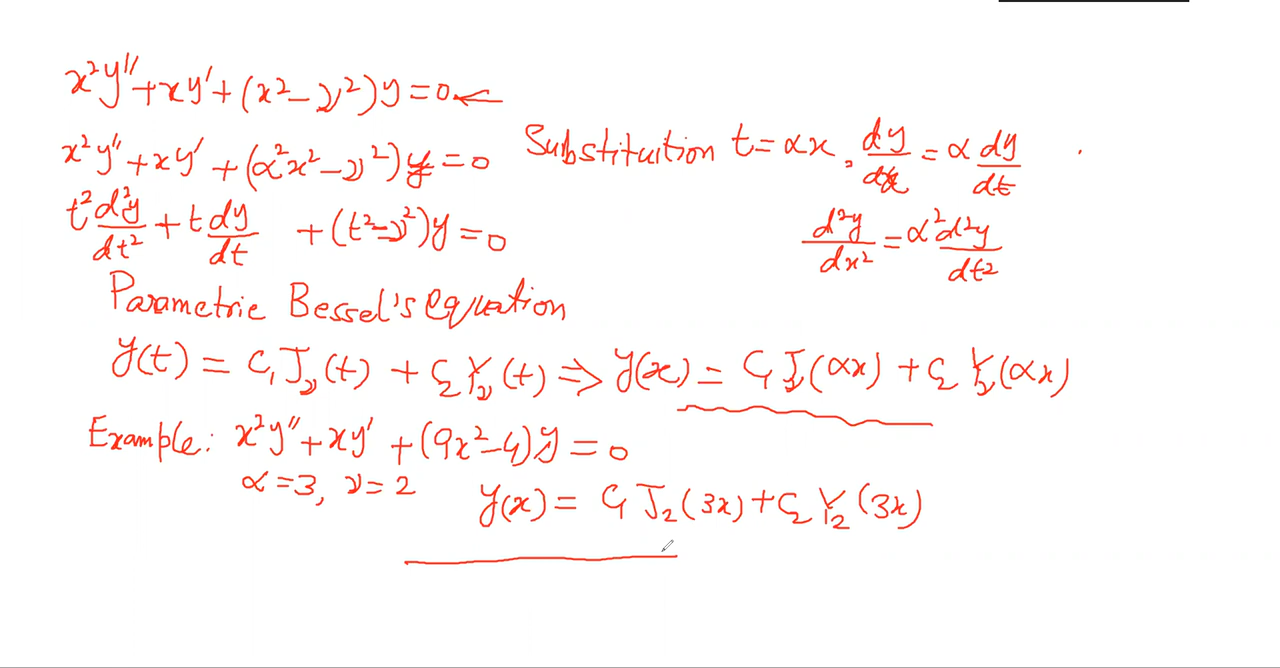 x²y'' + xy' + (x² - ν²)y = 0 ←
x²y'' + xy' + (α²x² - ν²)y = 0 Substituition t = αx, dy/dx = α dy/dt
t² d²y/dt² + t dy/dt + (t² - ν²)y = 0 d²y/dx² = α² d²y/dt²
Parametric Bessel's equation
y(t) = C₁ J_ν (t) + C₂ Y_ν (t) ⇒ y(x) = C₁ J_ν (αx) + C₂ Y_ν (αx)
Example: x²y'' + xy' + (9x² - 4)y = 0
α = 3, ν = 2
y(x) = C₁ J₂ (3x) + C₂ Y₂ (3x)